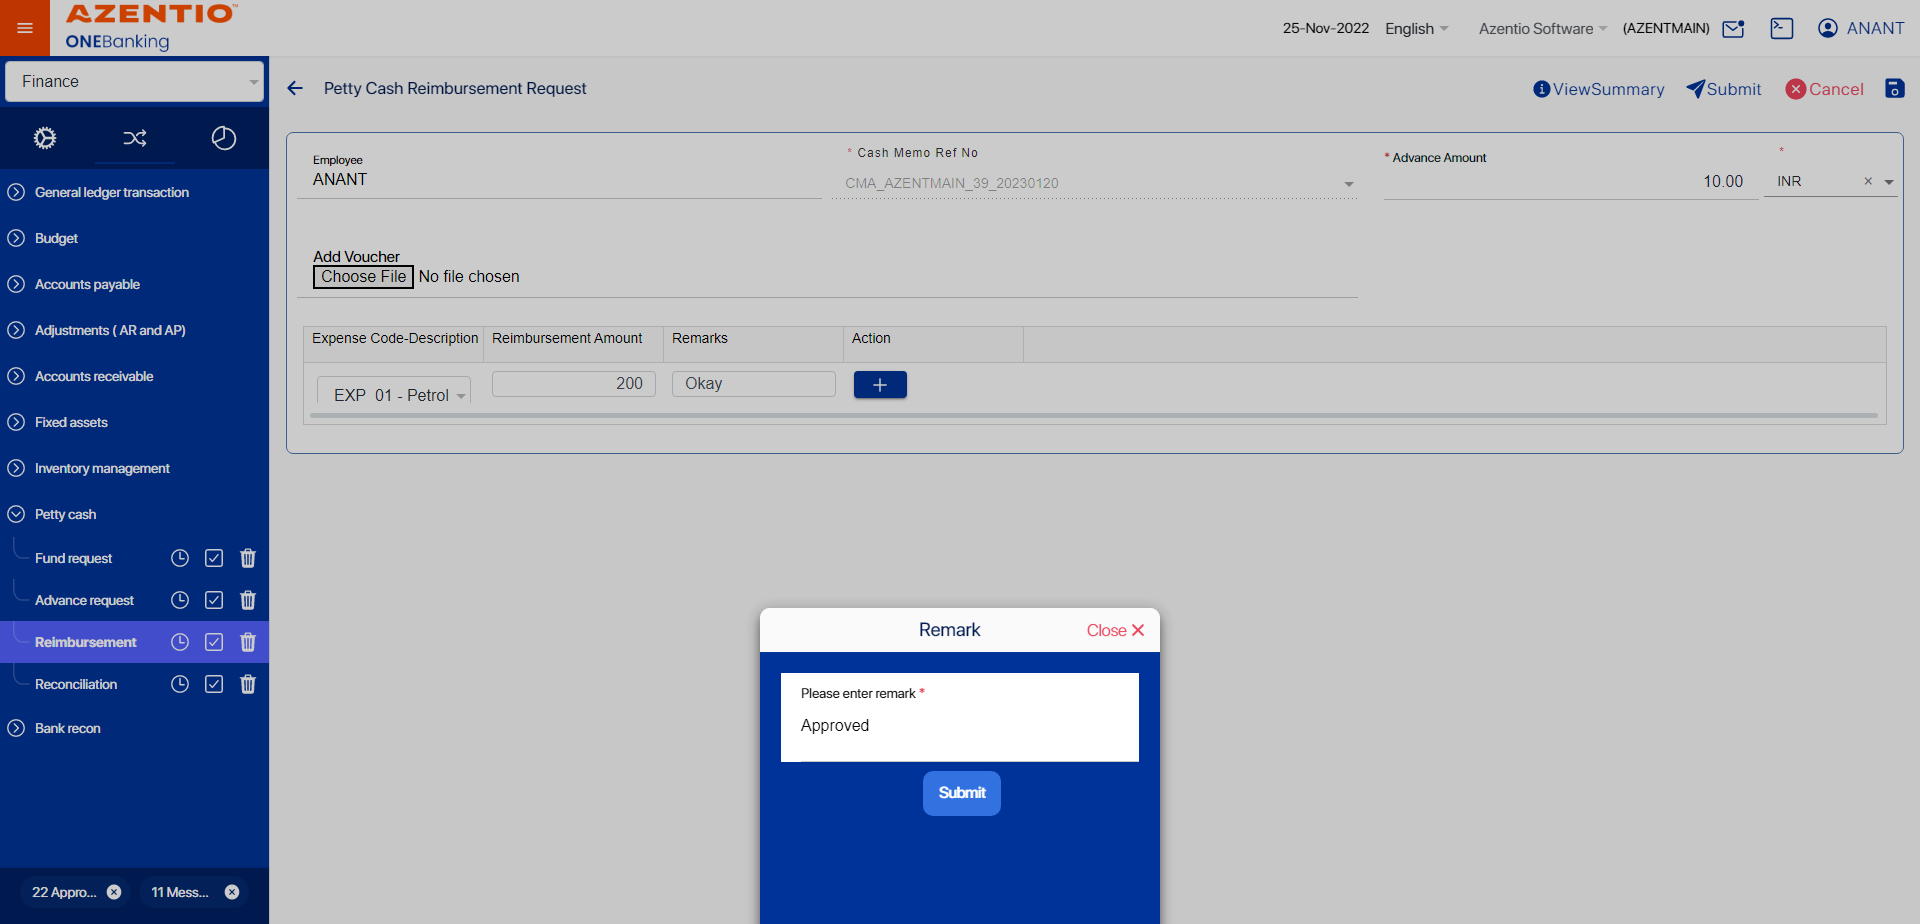 AZENTIO™
ONEBanking
25-Nov-2022 English Azentio Software (AZENTMAIN) ANANT
Finance
Petty Cash Reimbursement Request
ViewSummary Submit Cancel
General ledger transaction
Budget
Accounts payable
Adjustments ( AR and AP)
Accounts receivable
Fixed assets
Inventory management
Petty cash
Fund request
Advance request
Reimbursement
Reconciliation
Bank recon
22 Appro...
11 Mess...
Employee
ANANT
* Cash Memo Ref No
CMA_AZENTMAIN_39_20230120
* Advance Amount
10.00
*
INR
Add Voucher
Choose File No file chosen
Expense Code-Description Reimbursement Amount Remarks Action
EXP 01 - Petrol 200 Okay +
Remark Close
Please enter remark *
Approved
Submit